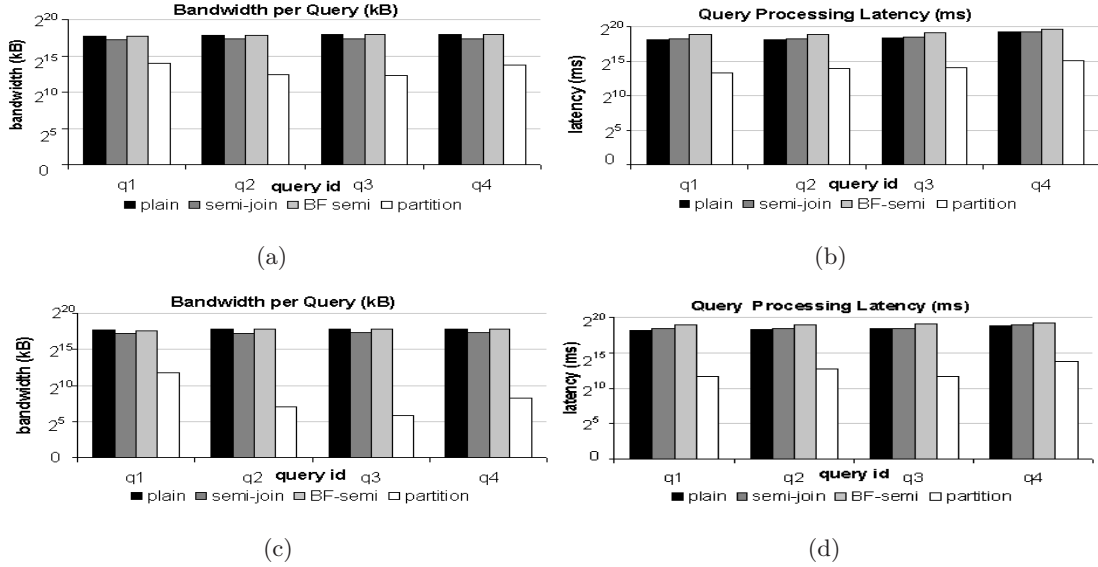 Bandwidth per Query (kB)
bandwidth (kB)
2^20
2^15
2^10
2^5
0
q1 q2 q3 q4
query id
plain semi-join BF semi partition
(a)
Query Processing Latency (ms)
latency (ms)
2^20
2^15
2^10
2^5
0
q1 q2 q3 q4
query id
plain semi-join BF-semi partition
(b)
Bandwidth per Query (kB)
bandwidth (kB)
2^20
2^15
2^10
2^5
0
q1 q2 q3 q4
query id
plain semi-join BF-semi partition
(c)
Query Processing Latency (ms)
latency (ms)
2^20
2^15
2^10
2^5
0
q1 q2 q3 q4
query id
plain semi-join BF-semi partition
(d)